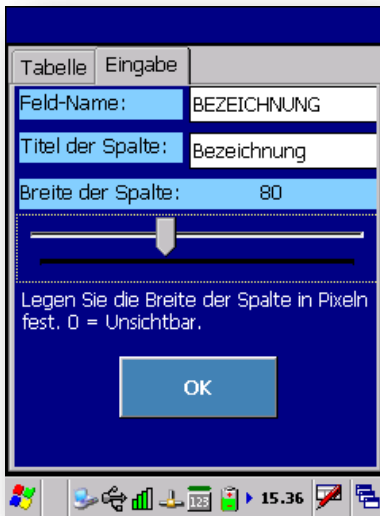 Tabelle Eingabe
Feld-Name: BEZEICHNUNG
Titel der Spalte: Bezeichnung
Breite der Spalte: 80
Legen Sie die Breite der Spalte in Pixeln
fest. 0 = Unsichtbar.
OK
123 15.36